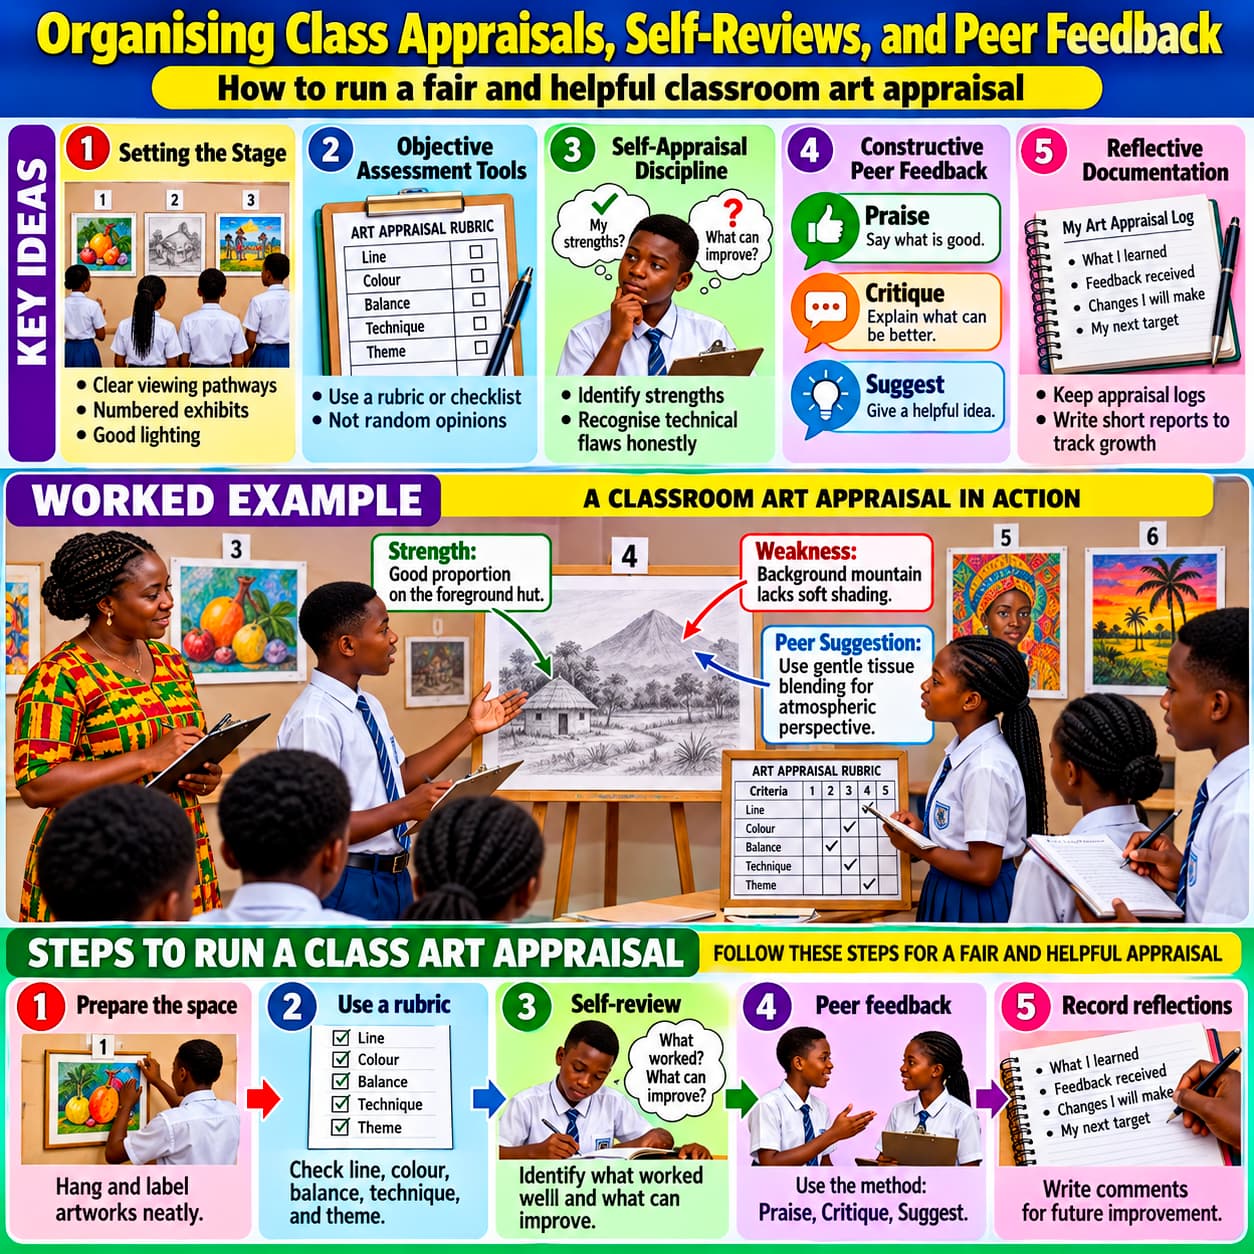 Organising Class Appraisals, Self-Reviews, and Peer Feedback
How to run a fair and helpful classroom art appraisal
KEY IDEAS
1 Setting the Stage
1
2
3
• Clear viewing pathways
• Numbered exhibits
• Good lighting
2 Objective
Assessment Tools
ART APPRAISAL RUBRIC
Line
Colour
Balance
Technique
Theme
• Use a rubric or checklist
• Not random opinions
3 Self-Appraisal
Discipline
My
strengths?
?
What can
improve?
• Identify strengths
• Recognise technical
flaws honestly
4 Constructive
Peer Feedback
Praise
Say what is good.
Critique
Explain what can
be better.
Suggest
Give a helpful idea.
5 Reflective
Documentation
My Art Appraisal Log
• What I learned
• Feedback received
• Changes I will make
• My next target
• Keep appraisal logs
• Write short reports to
track growth
WORKED EXAMPLE
A CLASSROOM ART APPRAISAL IN ACTION
3
Strength:
Good proportion
on the foreground hut.
4
Weakness:
Background mountain
lacks soft shading.
Peer Suggestion:
Use gentle tissue
blending for
atmospheric
perspective.
5
6
ART APPRAISAL RUBRIC
Criteria 1 2 3 4 5
Line
Colour
Balance
Technique
Theme
STEPS TO RUN A CLASS ART APPRAISAL
FOLLOW THESE STEPS FOR A FAIR AND HELPFUL APPRAISAL
1 Prepare the space
1
Hang and label
artworks neatly.
2 Use a rubric
Line
Colour
Balance
Technique
Theme
Check line, colour,
balance, technique,
and theme.
3 Self-review
What
worked?
What can
improve?
Identify what worked
welll and what can
improve.
4 Peer feedback
Use the method:
Praise, Critique, Suggest.
5 Record reflections
• What I learned
• Feedback received
• Changes I will make
• My next target
Write comments
for future improvement.